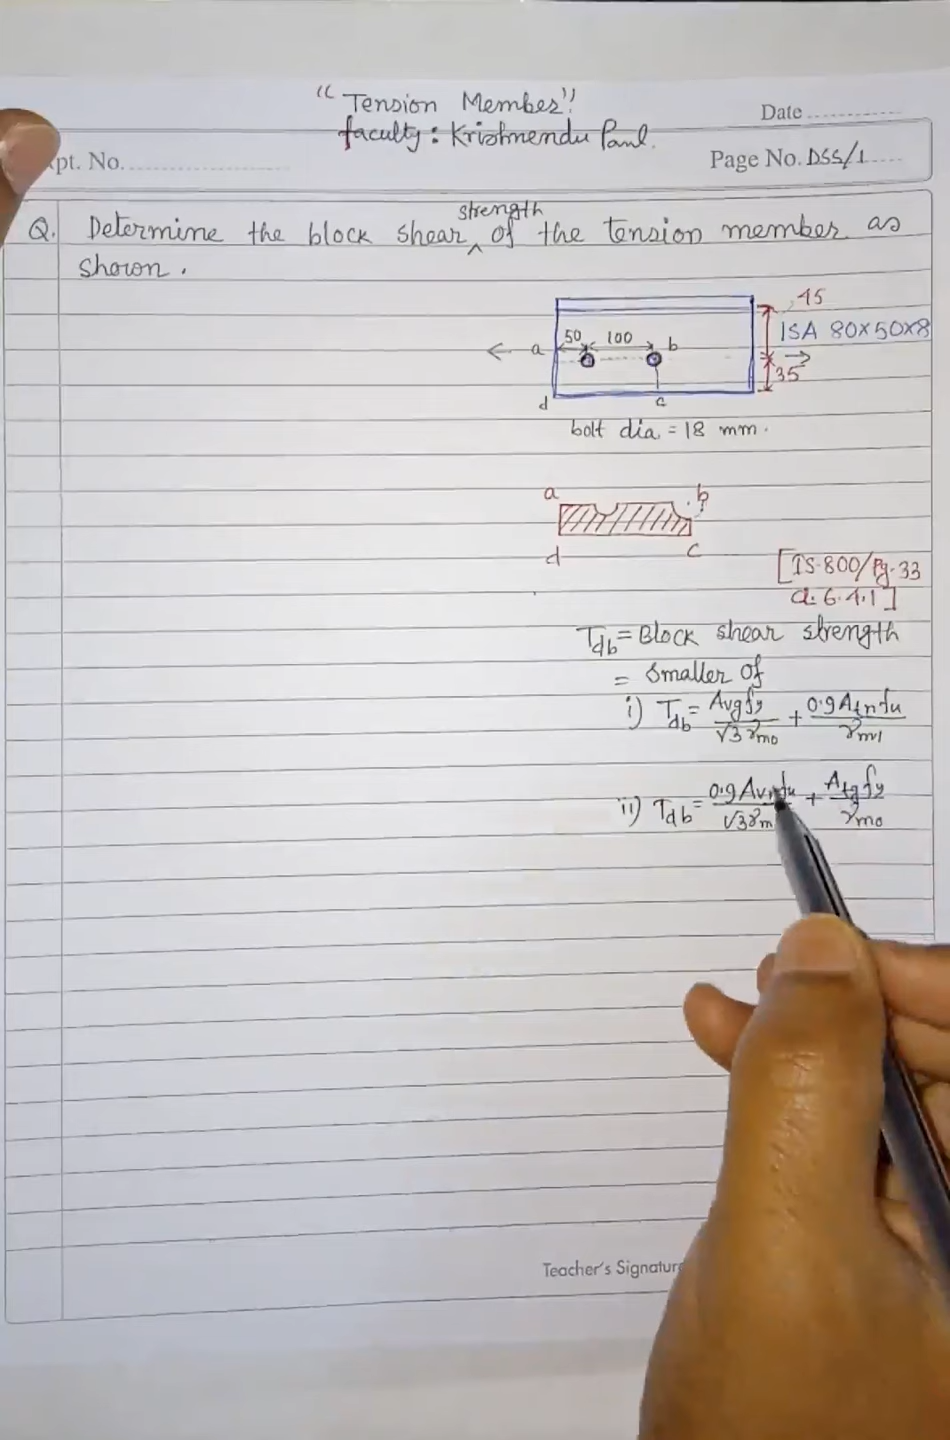 "Tension Member"
faculty: Krishnendu Paul.
Date
pt. No.
Page No. DSS/1
strength
Q. Determine the block shear ^ of the tension member as
shown.
45
50 100
ISA 80×50×8
a b
35
d c
bolt dia = 18 mm.
a b
d c
[IS-800/Pg-33
Cl. 6.4.1]
Tdb = Block shear strength
= smaller of
i) Tdb = Avg fy / √3 γm0 + 0.9 Atn fu / γm1
ii) Tdb = 0.9 Avn fu / √3 γm + Atg fy / γm0
Teacher's Signatur